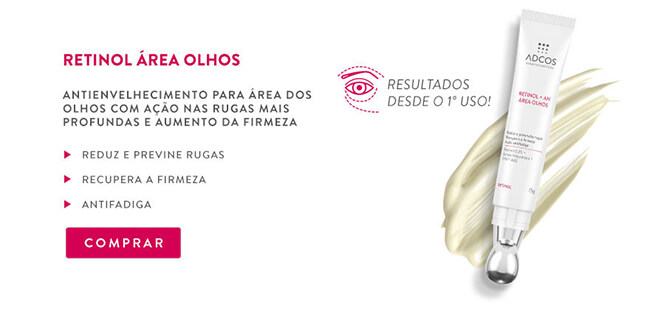 RETINOL ÁREA OLHOS
ANTIENVELHECIMENTO PARA ÁREA DOS
OLHOS COM AÇÃO NAS RUGAS MAIS
PROFUNDAS E AUMENTO DA FIRMEZA
REDUZ E PREVINE RUGAS
RECUPERA A FIRMEZA
ANTIFADIGA
COMPRAR
RESULTADOS
DESDE O 1º USO!
ADCOS
RETINOL + AH
ÁREA OLHOS
RETINOL